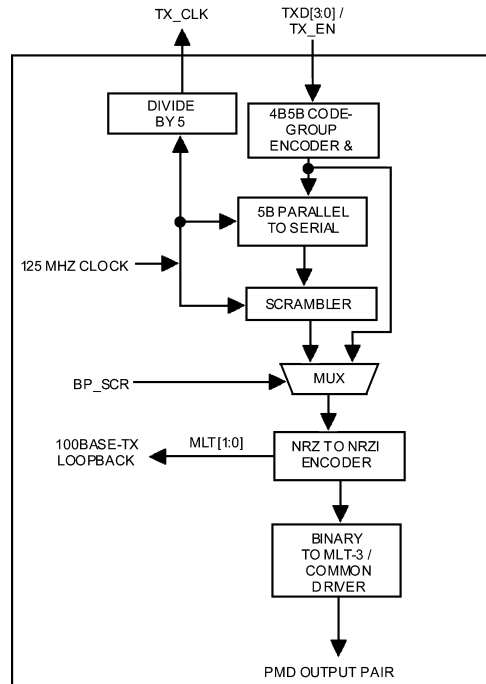 TX_CLK
TXD[3:0] /
TX_EN
DIVIDE
BY 5
4B5B CODE-
GROUP
ENCODER &
5B PARALLEL
TO SERIAL
125 MHZ CLOCK
SCRAMBLER
BP_SCR
MUX
100BASE-TX
LOOPBACK
MLT[1:0]
NRZ TO NRZI
ENCODER
BINARY
TO MLT-3 /
COMMON
DRIVER
PMD OUTPUT PAIR